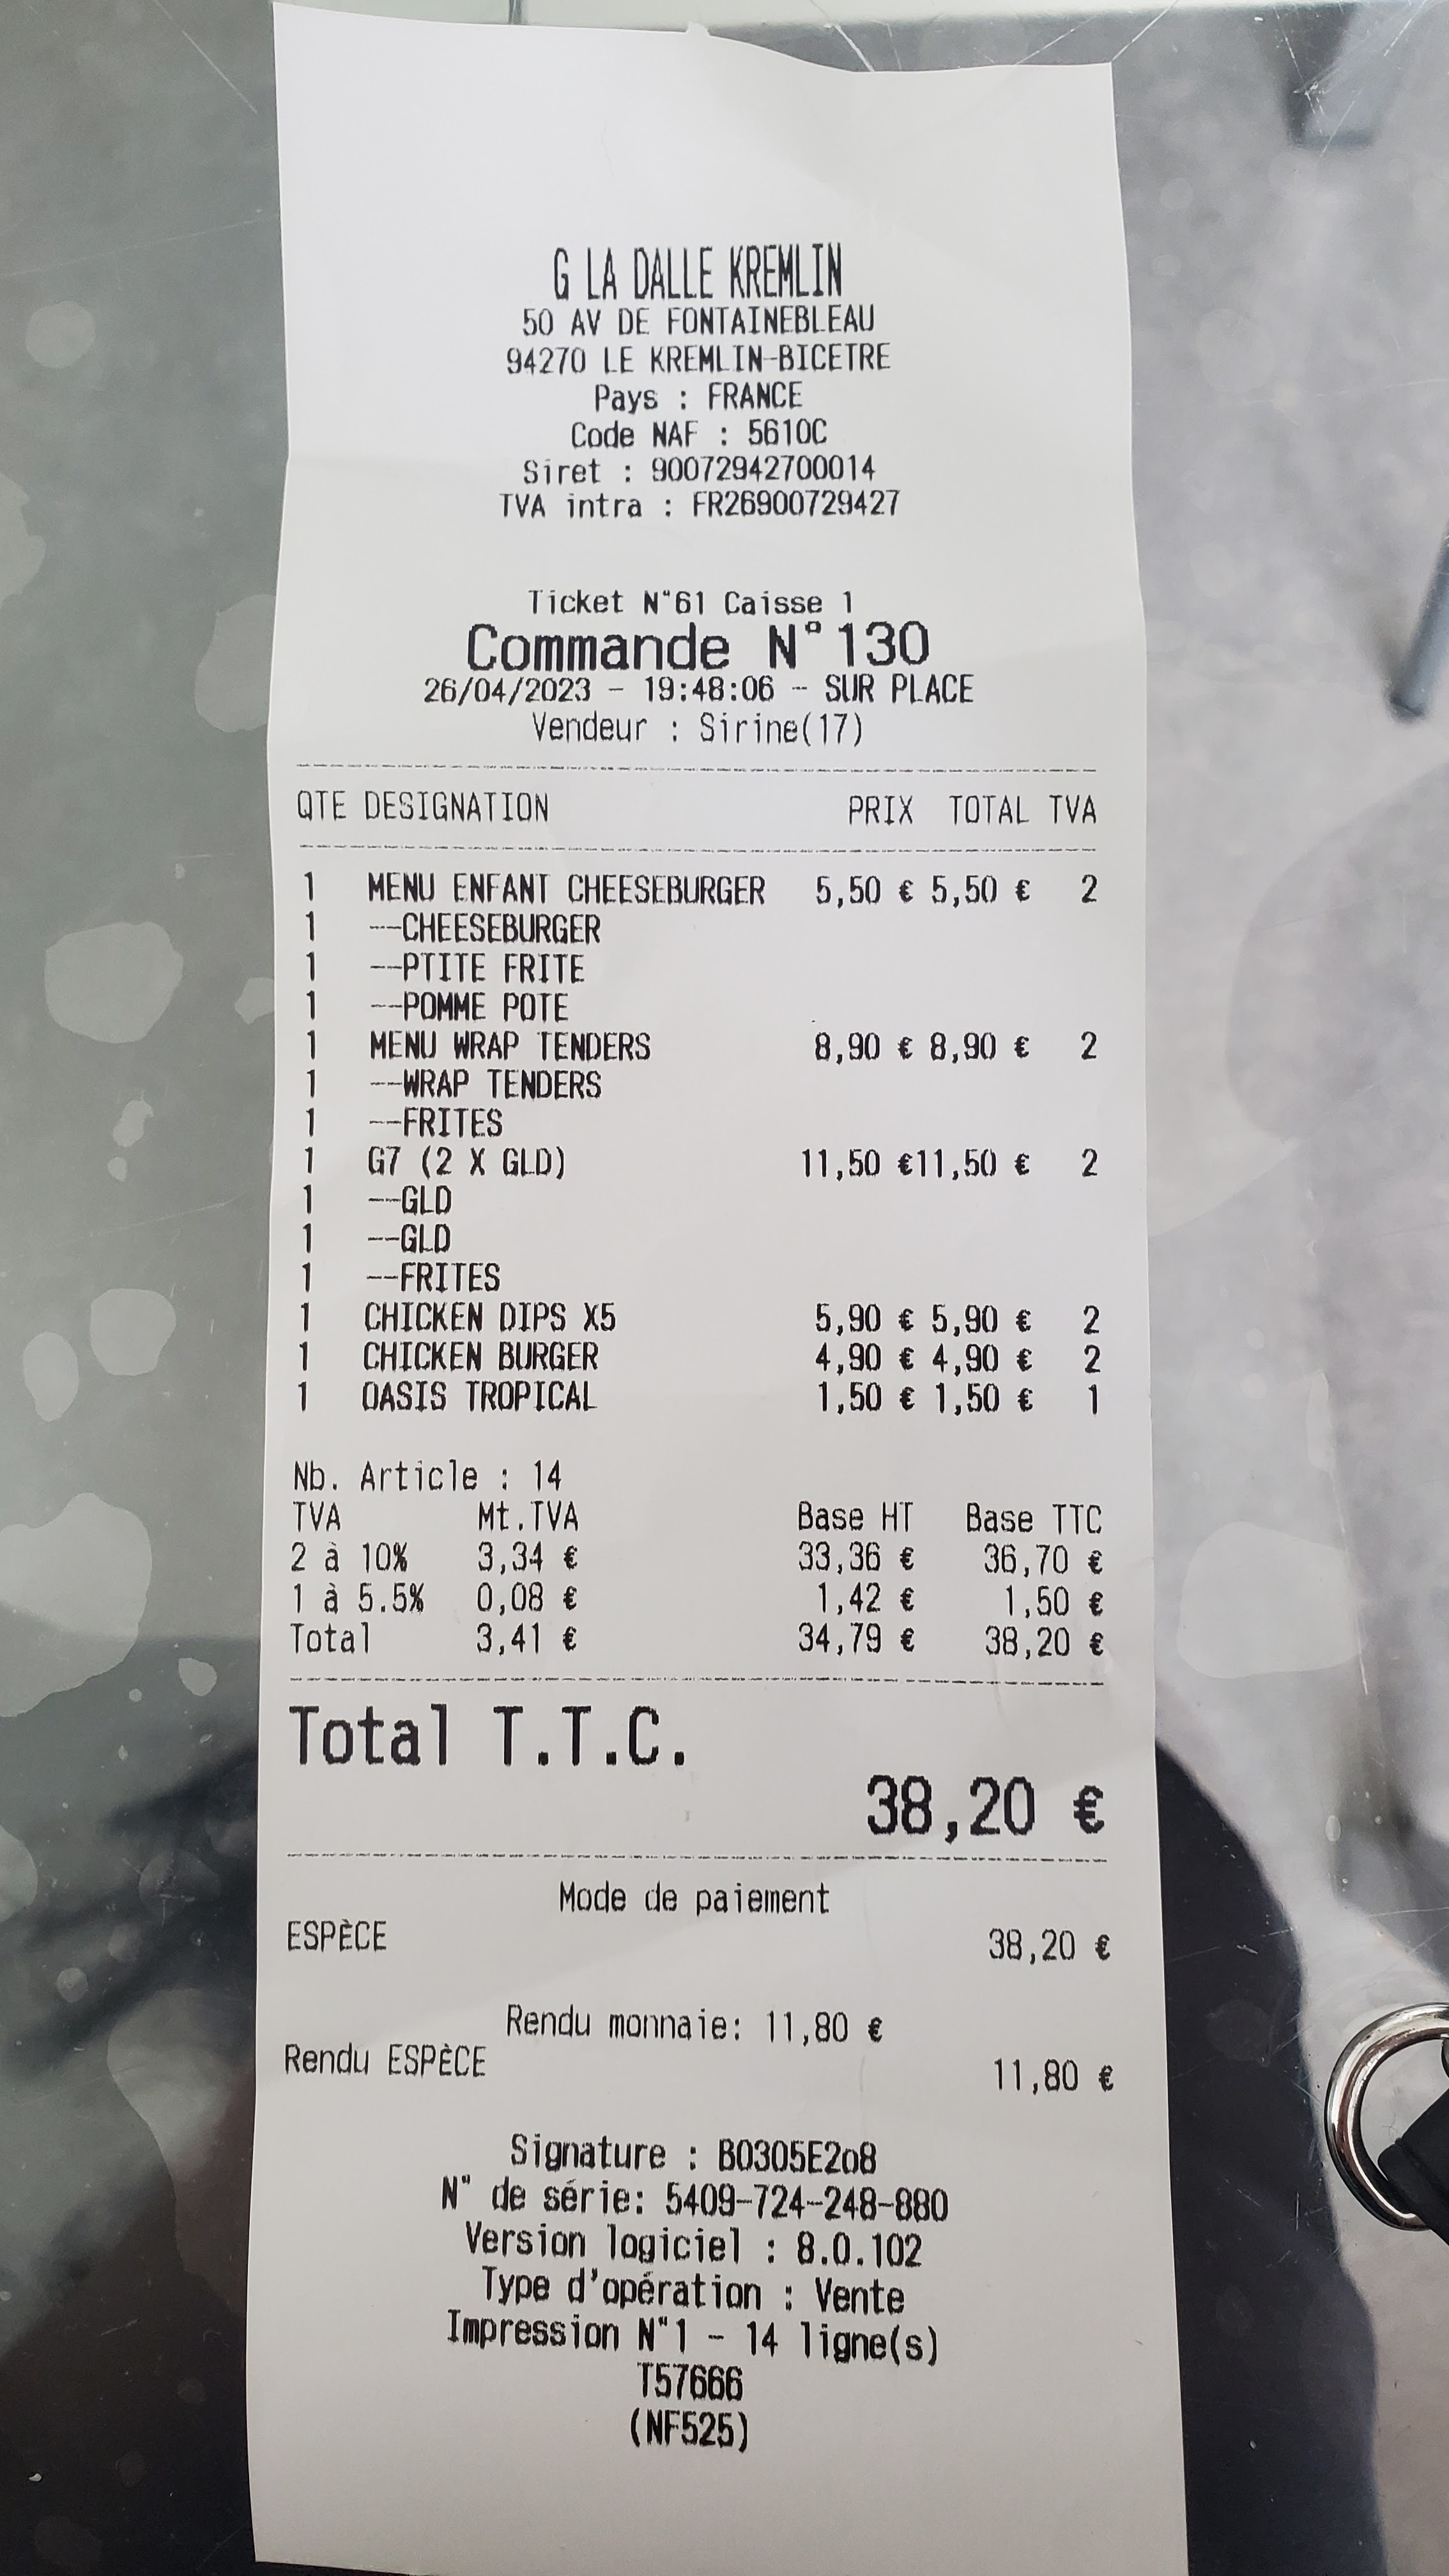 G LA DALLE KREMLIN
50 AV DE FONTAINEBLEAU
94270 LE KREMLIN-BICETRE
Pays : FRANCE
Code NAF : 5610C
Siret : 90072942700014
TVA intra : FR26900729427
Ticket N°61 Caisse 1
Commande N°130
26/04/2023 - 19:48:06 - SUR PLACE
Vendeur : Sirine(17)
QTE DESIGNATION PRIX TOTAL TVA
1 MENU ENFANT CHEESEBURGER 5,50 € 5,50 € 2
1 --CHEESEBURGER
1 --PTITE FRITE
1 --POMME POTE
1 MENU WRAP TENDERS 8,90 € 8,90 € 2
1 --WRAP TENDERS
1 --FRITES
1 G7 (2 X GLD) 11,50 €11,50 € 2
1 --GLD
1 --GLD
1 --FRITES
1 CHICKEN DIPS X5 5,90 € 5,90 € 2
1 CHICKEN BURGER 4,90 € 4,90 € 2
1 OASIS TROPICAL 1,50 € 1,50 € 1
Nb. Article : 14
TVA Mt.TVA Base HT Base TTC
2 à 10% 3,34 € 33,36 € 36,70 €
1 à 5.5% 0,08 € 1,42 € 1,50 €
Total 3,41 € 34,79 € 38,20 €
Total T.T.C.
38,20 €
Mode de paiement
ESPÈCE 38,20 €
Rendu monnaie: 11,80 €
Rendu ESPÈCE 11,80 €
Signature : B0305E2o8
N° de série: 5409-724-248-880
Version logiciel : 8.0.102
Type d'opération : Vente
Impression N°1 - 14 ligne(s)
T57666
(NF525)